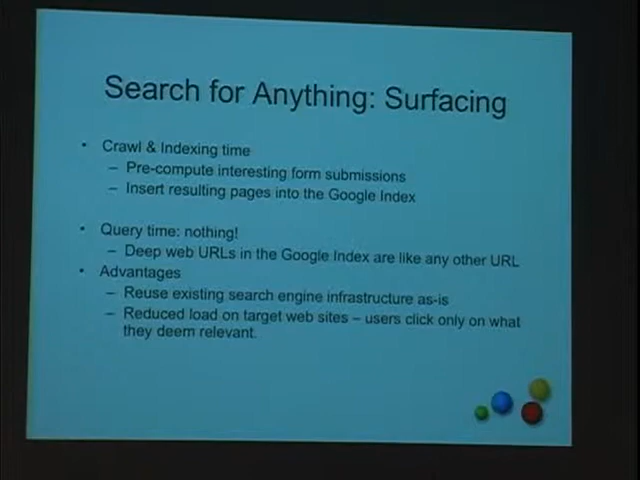 Search for Anything: Surfacing
• Crawl & Indexing time
– Pre-compute interesting form submissions
– Insert resulting pages into the Google Index
• Query time: nothing!
– Deep web URLs in the Google Index are like any other URL
• Advantages
– Reuse existing search engine infrastructure as-is
– Reduced load on target web sites – users click only on what
they deem relevant.